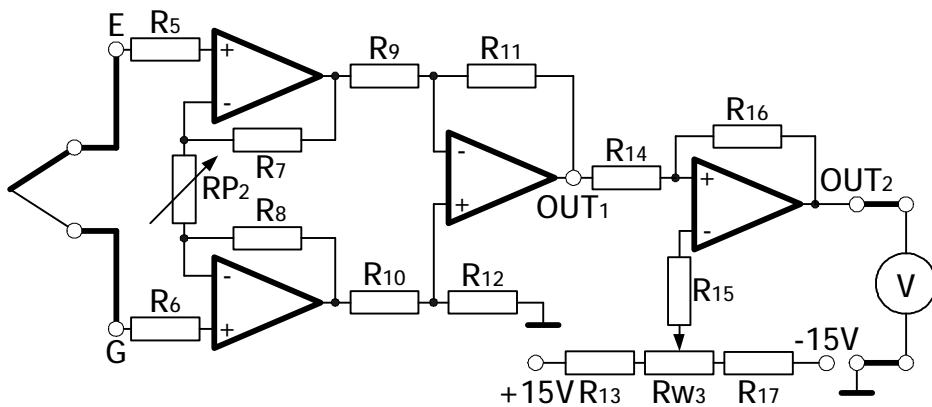 E
R5
+
-
R9
R11
R7
RP2
R8
-
+
R6
G
R10
R12
-
+
OUT1
R14
R16
+
-
OUT2
R15
V
+15V
R13
RW3
R17
-15V